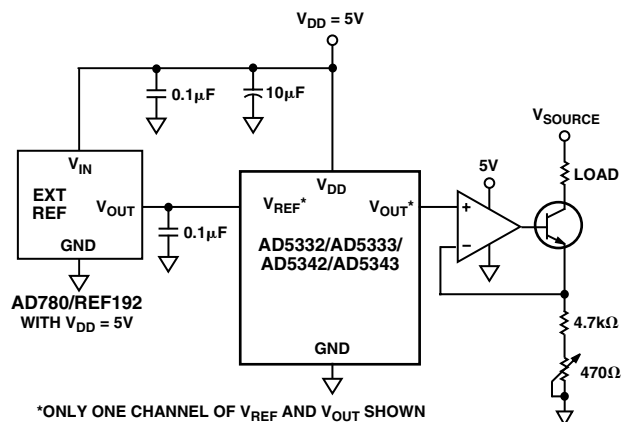 V_DD = 5V
0.1µF
10µF
V_SOURCE
LOAD
5V
V_IN
EXT
REF
V_OUT
GND
0.1µF
V_DD
V_REF*
V_OUT*
AD5332/AD5333/
AD5342/AD5343
GND
+
−
AD780/REF192
WITH V_DD = 5V
4.7kΩ
470Ω
*ONLY ONE CHANNEL OF V_REF AND V_OUT SHOWN